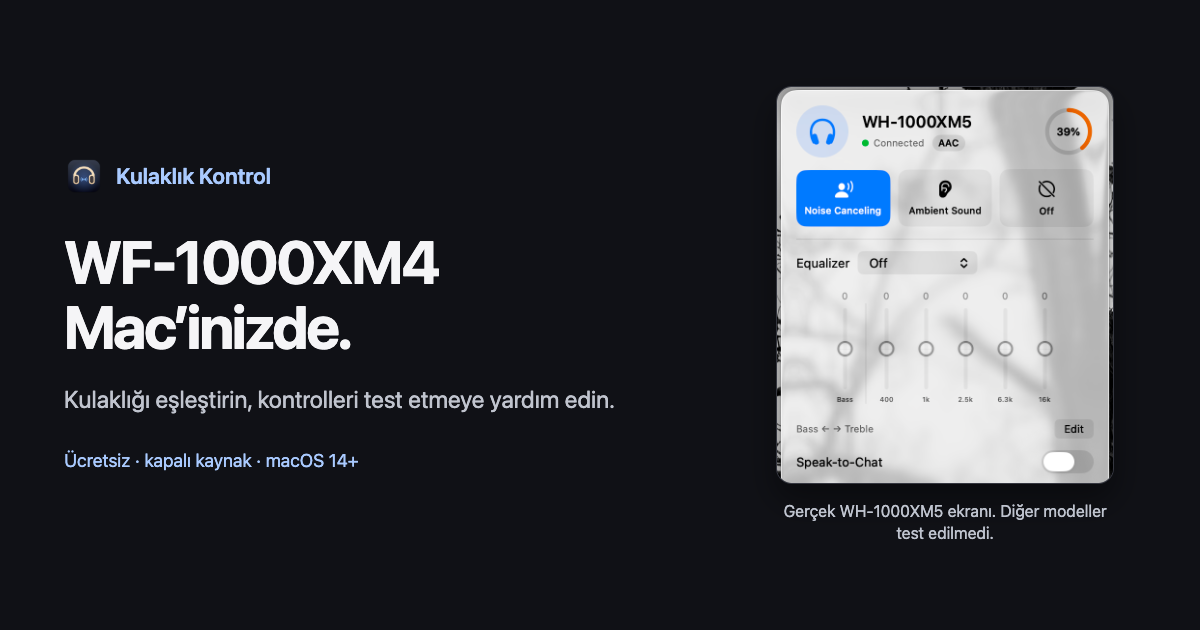 Kulaklık Kontrol
WF-1000XM4
Mac’inizde.
Kulaklığı eşleştirin, kontrolleri test etmeye yardım edin.
Ücretsiz · kapalı kaynak · macOS 14+
WH-1000XM5
Connected AAC
39%
Noise Canceling
Ambient Sound
Off
Equalizer Off
0 0 0 0 0 0
Bass 400 1k 2.5k 6.3k 16k
Bass ← → Treble
Edit
Speak-to-Chat
Gerçek WH-1000XM5 ekranı. Diğer modeller
test edilmedi.